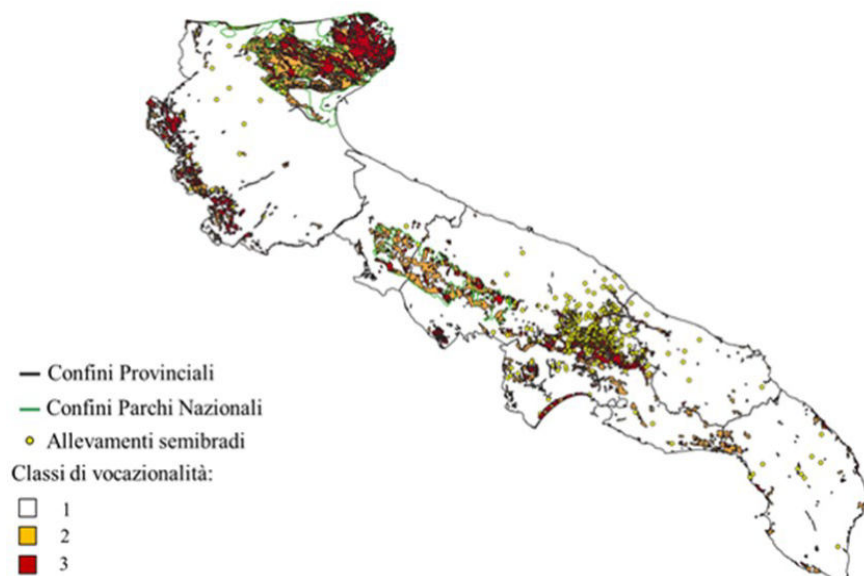 Confini Provinciali
Confini Parchi Nazionali
Allevamenti semibradi
Classi di vocazionalità:
1
2
3